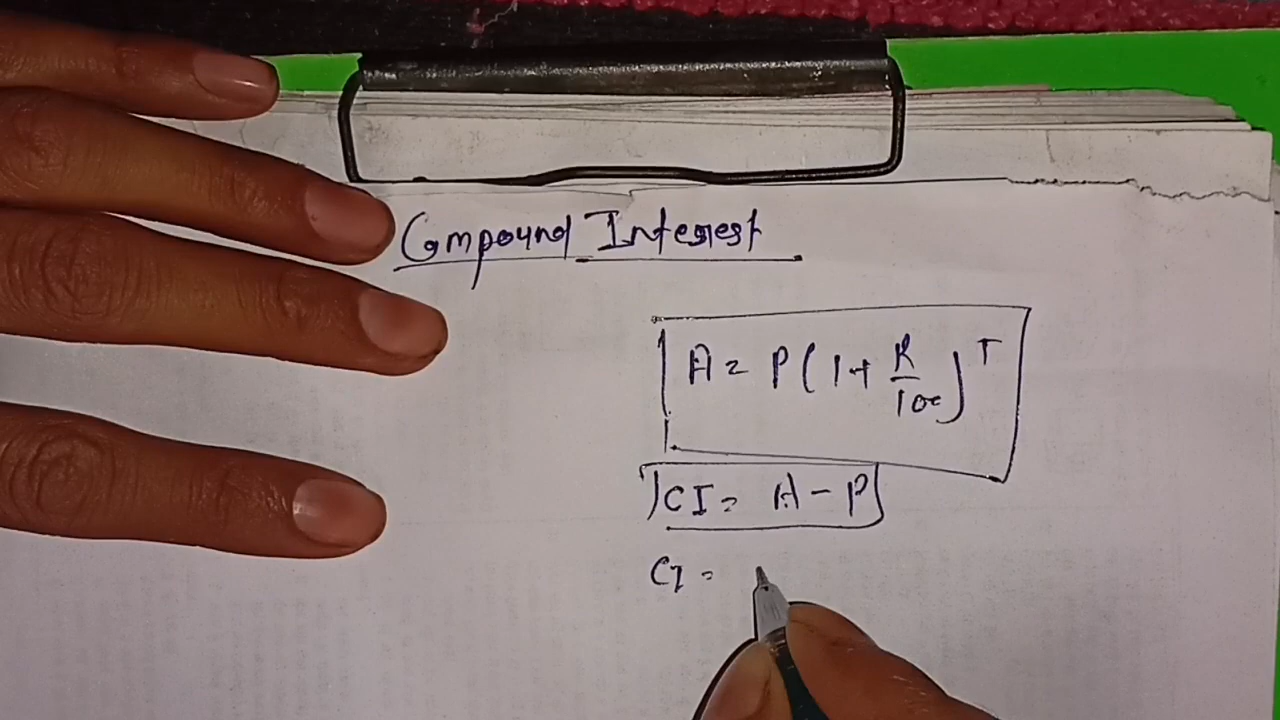 Compound Interest
A = P(1+R/100)^T
CI = A - P
CI =